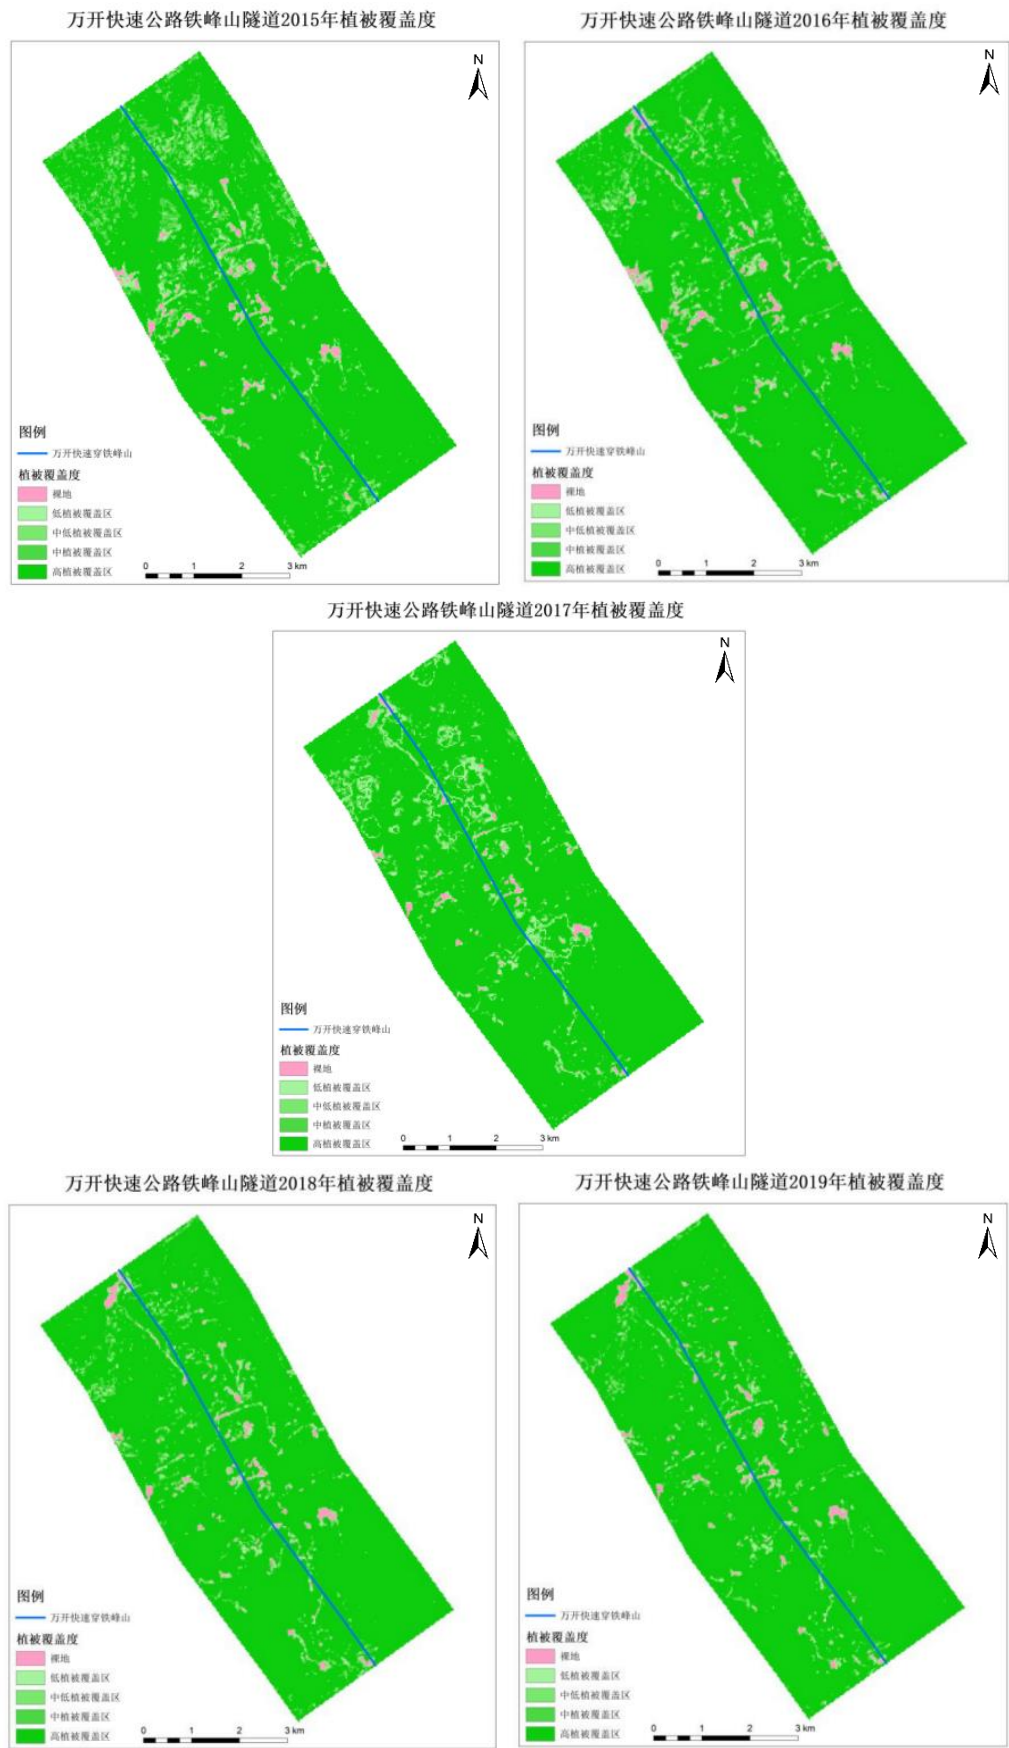 万开快速公路铁峰山隧道2015年植被覆盖度
N
图例
万开快速穿铁峰山
植被覆盖度
裸地
低植被覆盖区
中低植被覆盖区
中植被覆盖区
高植被覆盖区
0 1 2 3 km
万开快速公路铁峰山隧道2016年植被覆盖度
N
图例
万开快速穿铁峰山
植被覆盖度
裸地
低植被覆盖区
中低植被覆盖区
中植被覆盖区
高植被覆盖区
0 1 2 3 km
万开快速公路铁峰山隧道2017年植被覆盖度
N
图例
万开快速穿铁峰山
植被覆盖度
裸地
低植被覆盖区
中低植被覆盖区
中植被覆盖区
高植被覆盖区
0 1 2 3 km
万开快速公路铁峰山隧道2018年植被覆盖度
N
图例
万开快速穿铁峰山
植被覆盖度
裸地
低植被覆盖区
中低植被覆盖区
中植被覆盖区
高植被覆盖区
0 1 2 3 km
万开快速公路铁峰山隧道2019年植被覆盖度
N
图例
万开快速穿铁峰山
植被覆盖度
裸地
低植被覆盖区
中低植被覆盖区
中植被覆盖区
高植被覆盖区
0 1 2 3 km